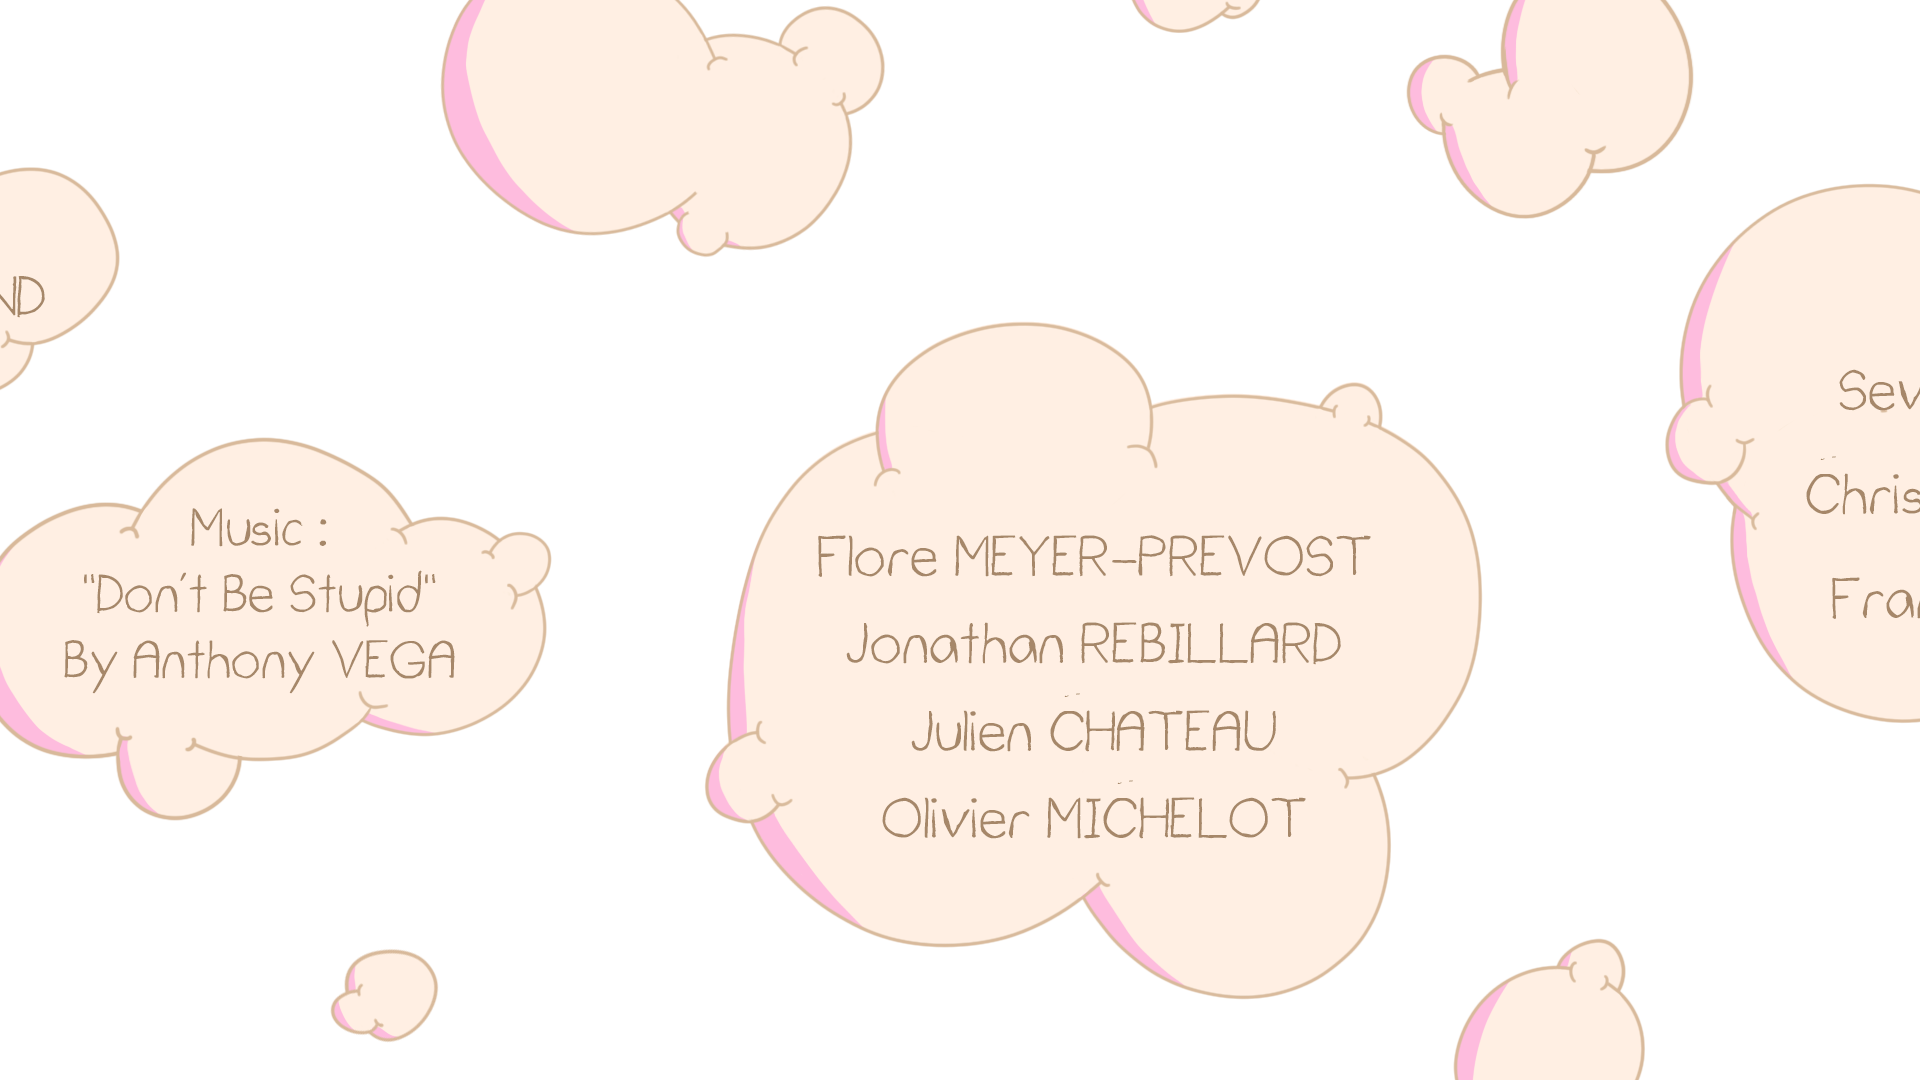 Music :
"Don't Be Stupid"
By Anthony VEGA
Flore MEYER-PREVOST
Jonathan REBILLARD
Julien CHATEAU
Olivier MICHELOT